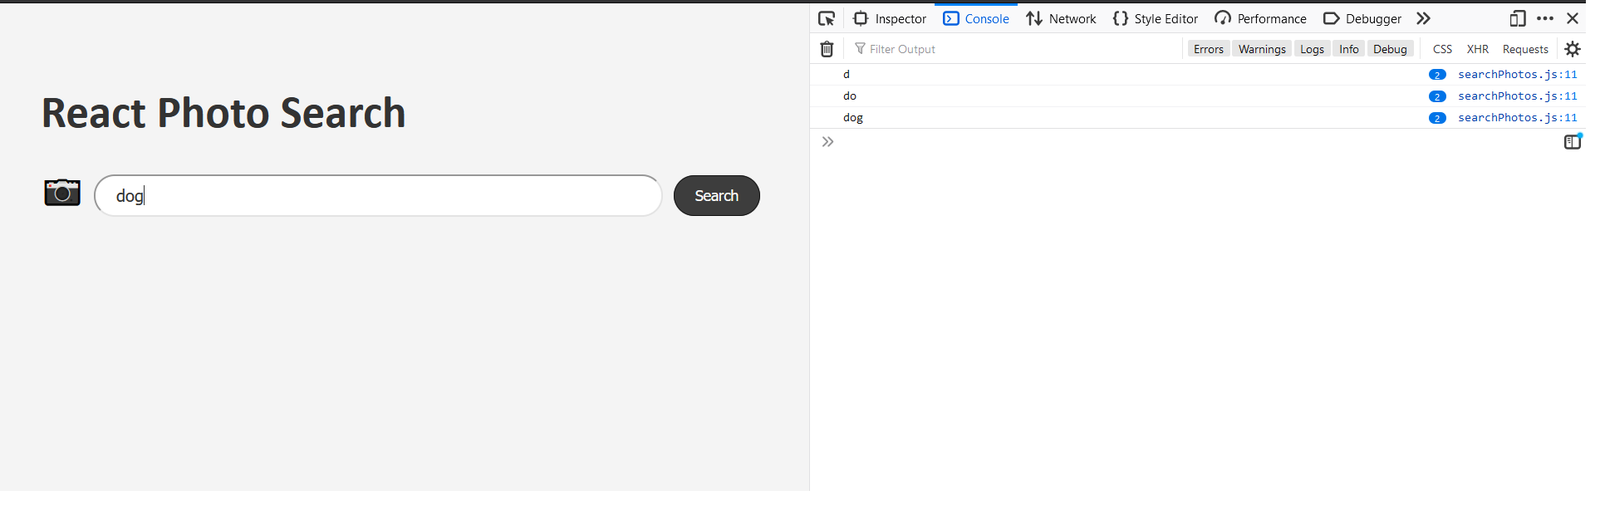 Inspector Console Network Style Editor Performance Debugger
Filter Output Errors Warnings Logs Info Debug CSS XHR Requests
d 2 searchPhotos.js:11
do 2 searchPhotos.js:11
dog 2 searchPhotos.js:11
React Photo Search
dog Search